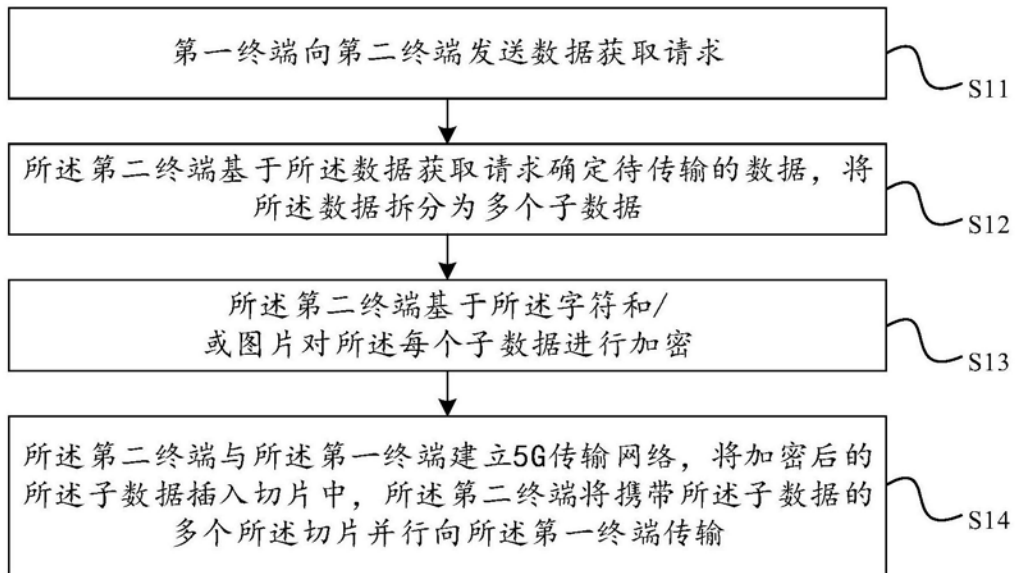 第一终端向第二终端发送数据获取请求
S11
所述第二终端基于所述数据获取请求确定待传输的数据，将
所述数据拆分为多个子数据
S12
所述第二终端基于所述字符和/
或图片对所述每个子数据进行加密
S13
所述第二终端与所述第一终端建立5G传输网络，将加密后的
所述子数据插入切片中，所述第二终端将携带所述子数据的
多个所述切片并行向所述第一终端传输
S14